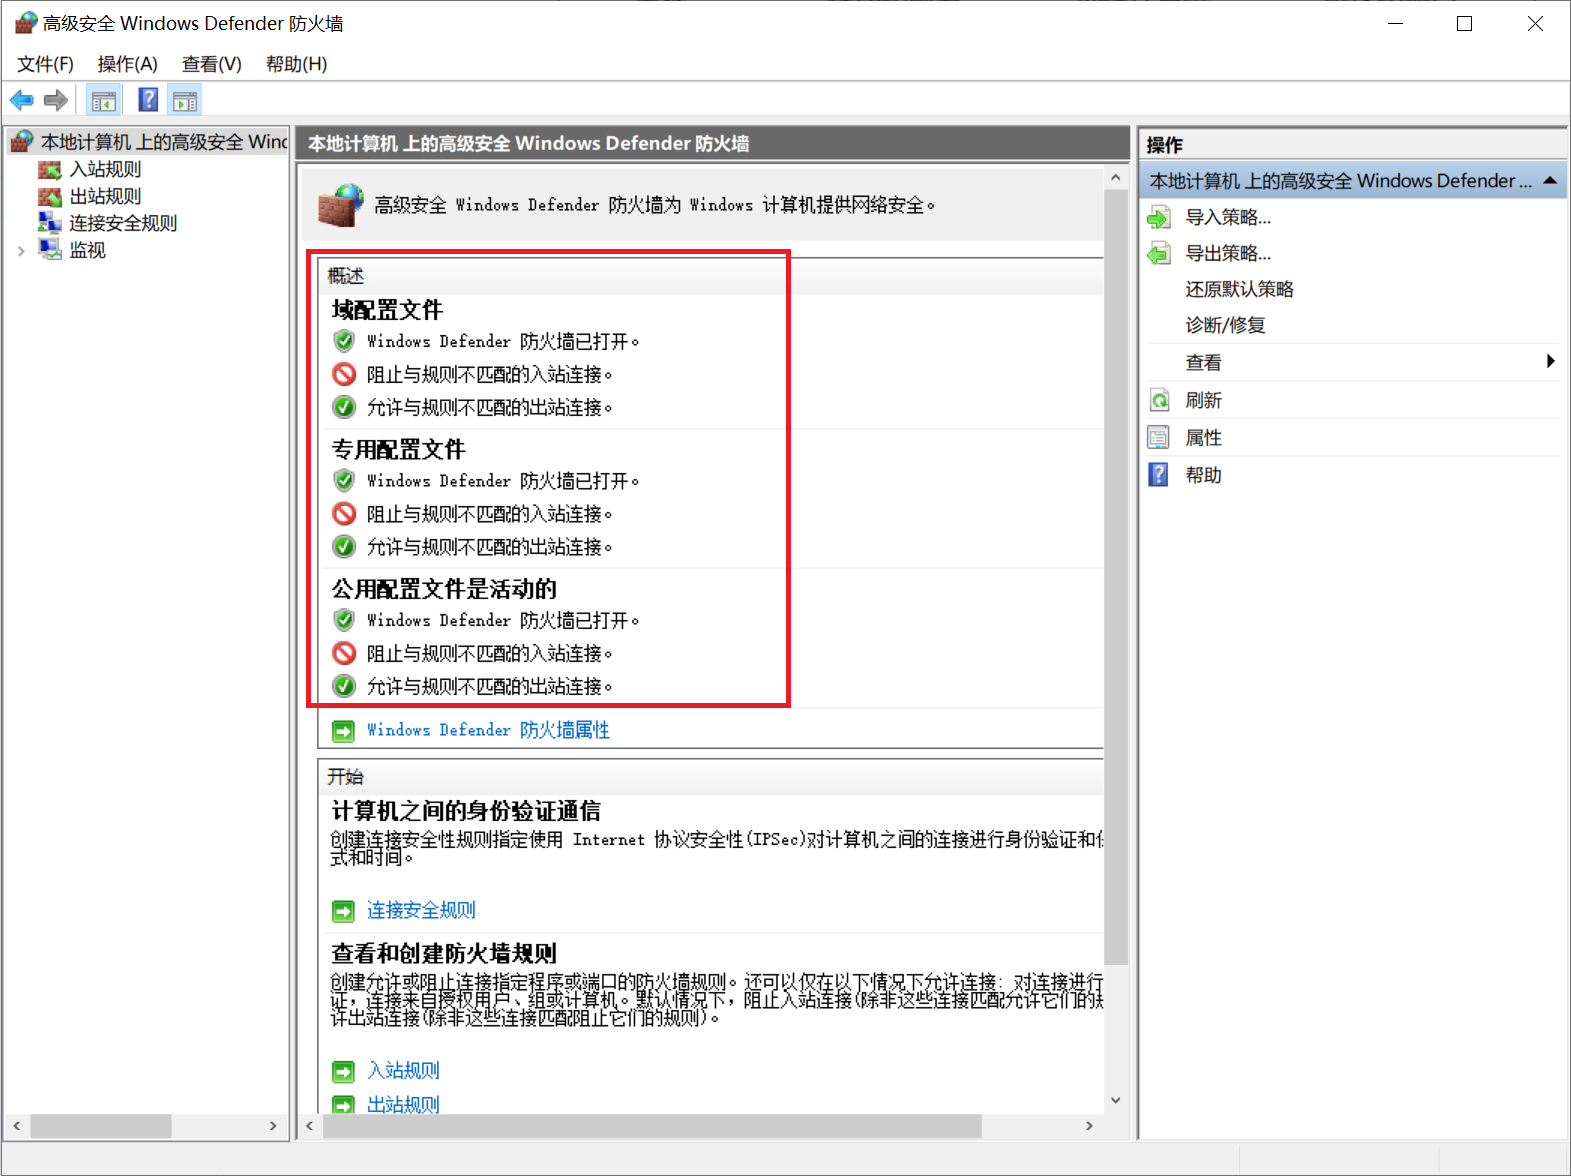 高级安全 Windows Defender 防火墙
文件(F) 操作(A) 查看(V) 帮助(H)
本地计算机 上的高级安全 Wind
入站规则
出站规则
连接安全规则
监视
本地计算机 上的高级安全 Windows Defender 防火墙
高级安全 Windows Defender 防火墙为 Windows 计算机提供网络安全。
概述
域配置文件
Windows Defender 防火墙已打开。
阻止与规则不匹配的入站连接。
允许与规则不匹配的出站连接。
专用配置文件
Windows Defender 防火墙已打开。
阻止与规则不匹配的入站连接。
允许与规则不匹配的出站连接。
公用配置文件是活动的
Windows Defender 防火墙已打开。
阻止与规则不匹配的入站连接。
允许与规则不匹配的出站连接。
Windows Defender 防火墙属性
开始
计算机之间的身份验证通信
创建连接安全性规则指定使用 Internet 协议安全性(IPSec)对计算机之间的连接进行身份验证和
式和时间。
连接安全规则
查看和创建防火墙规则
创建允许或阻止连接指定程序或端口的防火墙规则。还可以仅在以下情况下允许连接: 对连接进行
证，连接来自授权用户、组或计算机。默认情况下，阻止入站连接(除非这些连接匹配允许它们的
许出站连接(除非这些连接匹配阻止它们的规则)。
入站规则
出站规则
操作
本地计算机 上的高级安全 Windows Defender ...
导入策略...
导出策略...
还原默认策略
诊断/修复
查看
刷新
属性
帮助